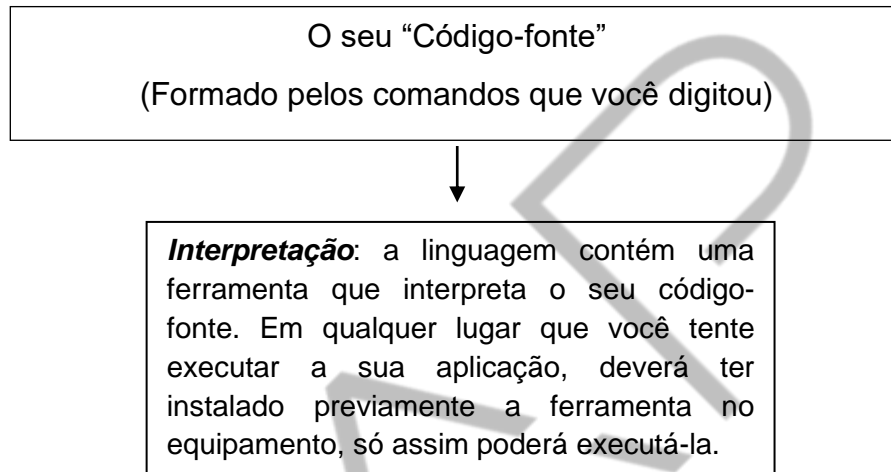 O seu “Código-fonte”
(Formado pelos comandos que você digitou)
Interpretação: a linguagem contém uma
ferramenta que interpreta o seu código-
fonte. Em qualquer lugar que você tente
executar a sua aplicação, deverá ter
instalado previamente a ferramenta no
equipamento, só assim poderá executá-la.